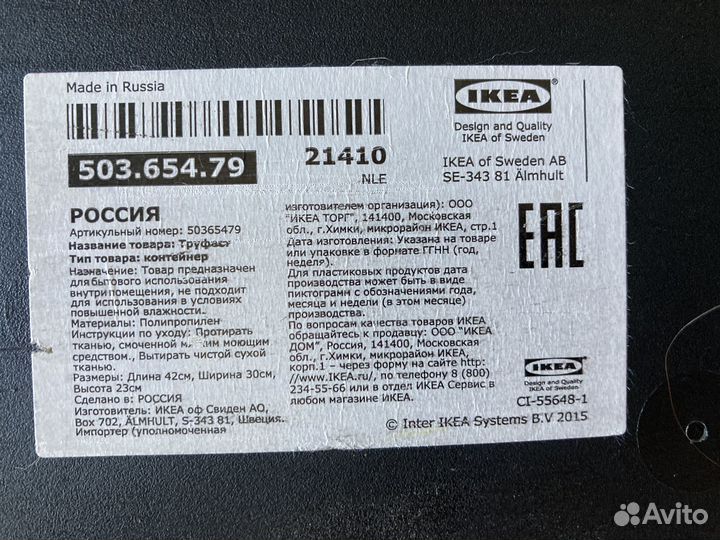 Made in Russia
503.654.79
21410
NLE
IKEA
Design and Quality
IKEA of Sweden
IKEA of Sweden AB
SE-343 81 Älmhult
РОССИЯ
Артикульный номер: 50365479
Название товара: Труфаст
Тип товара: контейнер
Назначение: Товар предназначен
для бытового использования
внутри помещения, не подходит
для использования в условиях
повышенной влажности.
Материалы: Полипропилен
Инструкции по уходу: Протирать
тканью, смоченной мягким моющим
средством., Вытирать чистой сухой
тканью.
Размеры: Длина 42см, Ширина 30см,
Высота 23см
Сделано в: РОССИЯ
Изготовитель: ИКЕА оф Свиден АО,
Box 702, ÄLMHULT, S-343 81, Швеция.
Импортер (уполномоченная
изготовителем организация): ООО
"ИКЕА ТОРГ", 141400, Московская
обл., г.Химки, микрорайон ИКЕА, стр.1
Дата изготовления: Указана на товаре
или упаковке в формате ГГНН (год,
неделя).
Для пластиковых продуктов дата
производства может быть в виде
пиктограмм с обозначениями года,
месяца и недели (в этом месяце)
производства.
По вопросам качества товаров ИКЕА
обращайтесь к продавцу: ООО "ИКЕА
ДОМ", Россия, 141400, Московская
обл., г.Химки, микрорайон ИКЕА,
корп.1 – через форму на сайте http:
//www.IKEA.ru/, по телефону 8 (800)
234-55-66 или в отдел ИКЕА Сервис в
любом магазине ИКЕА.
EAC
IKEA
Design and Quality
IKEA of Sweden
CI-55648-1
© Inter IKEA Systems B.V 2015
Avito